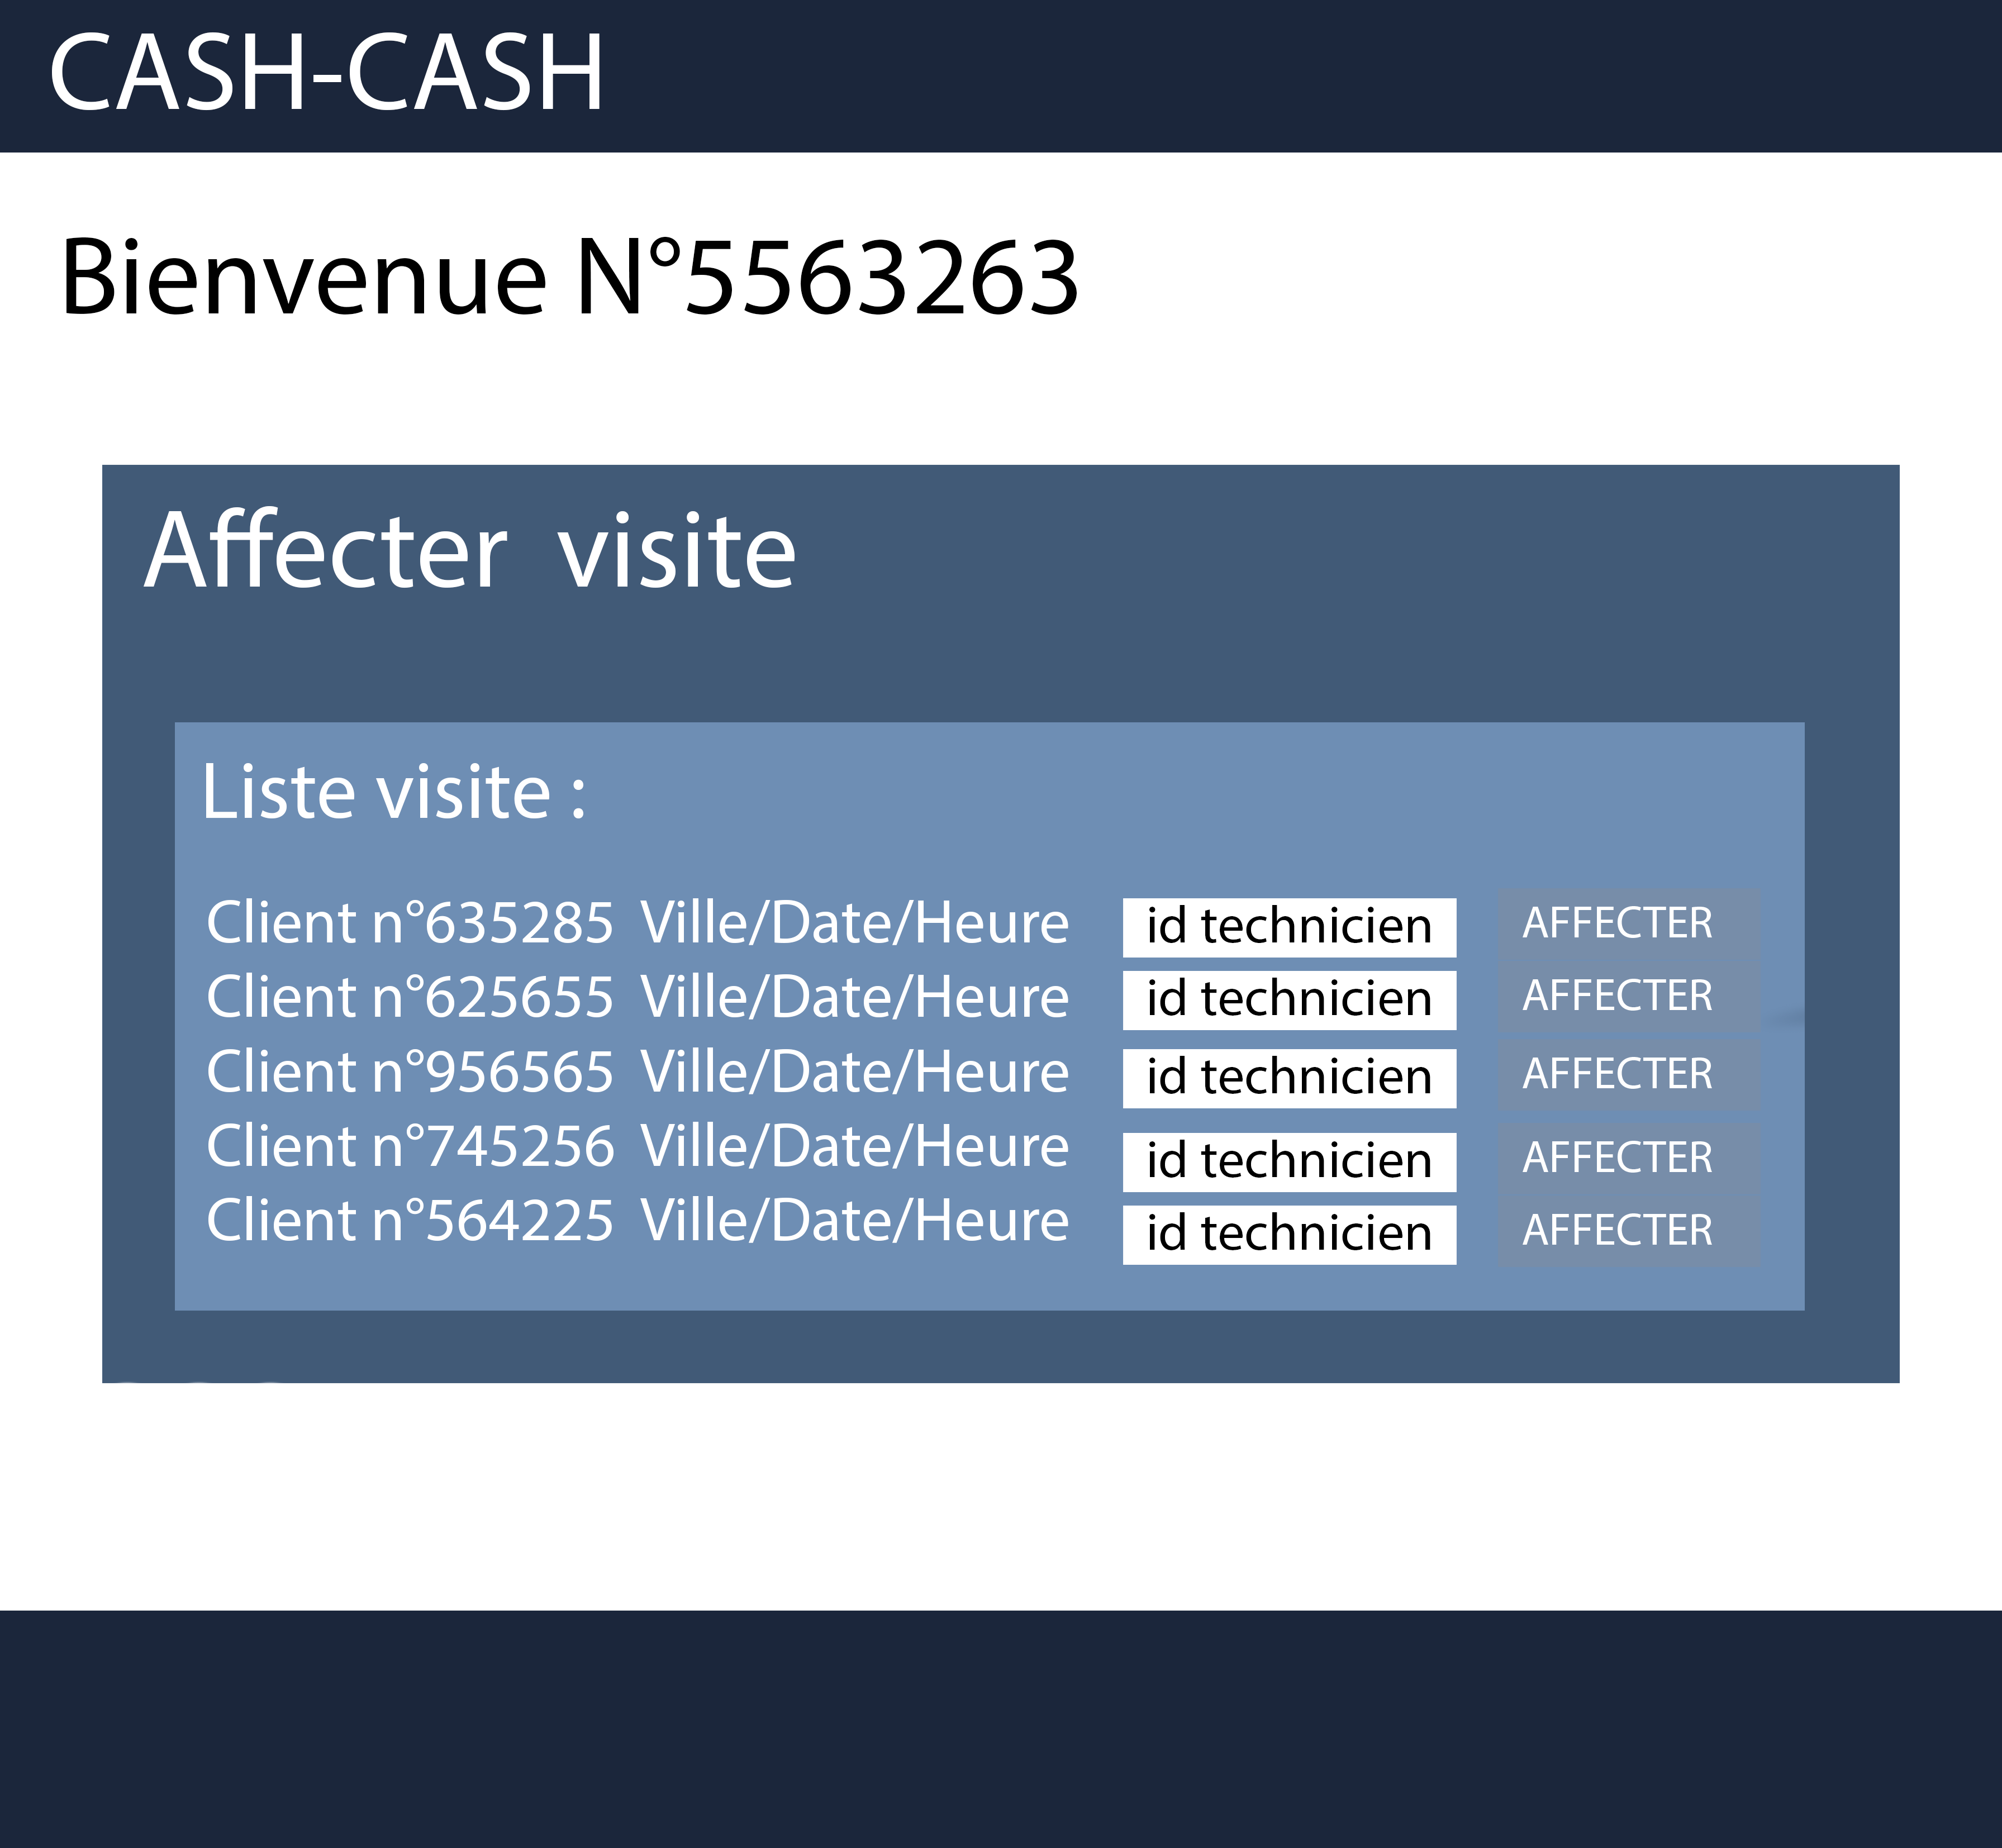 CASH-CASH
Bienvenue N°5563263
Affecter visite
Liste visite :
Client n°635285 Ville/Date/Heure id technicien AFFECTER
Client n°625655 Ville/Date/Heure id technicien AFFECTER
Client n°956565 Ville/Date/Heure id technicien AFFECTER
Client n°745256 Ville/Date/Heure id technicien AFFECTER
Client n°564225 Ville/Date/Heure id technicien AFFECTER